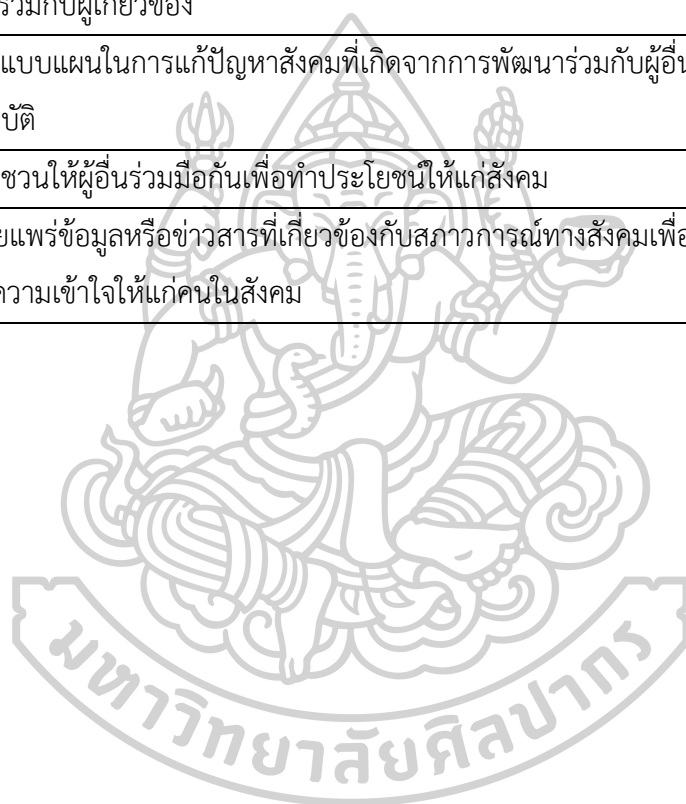 ร่วมกับผู้เกี่ยวข้อง
แบบแผนในการแก้ปัญหาสังคมที่เกิดจากการพัฒนาร่วมกับผู้อื่น
บัติ
ชวนให้ผู้อื่นร่วมมือกันเพื่อทำประโยชน์ให้แก่สังคม
ยแพร่ข้อมูลหรือข่าวสารที่เกี่ยวข้องกับสภาวการณ์ทางสังคมเพื่อ
ความเข้าใจให้แก่คนในสังคม
มหาวิทยาลัยศิลปากร